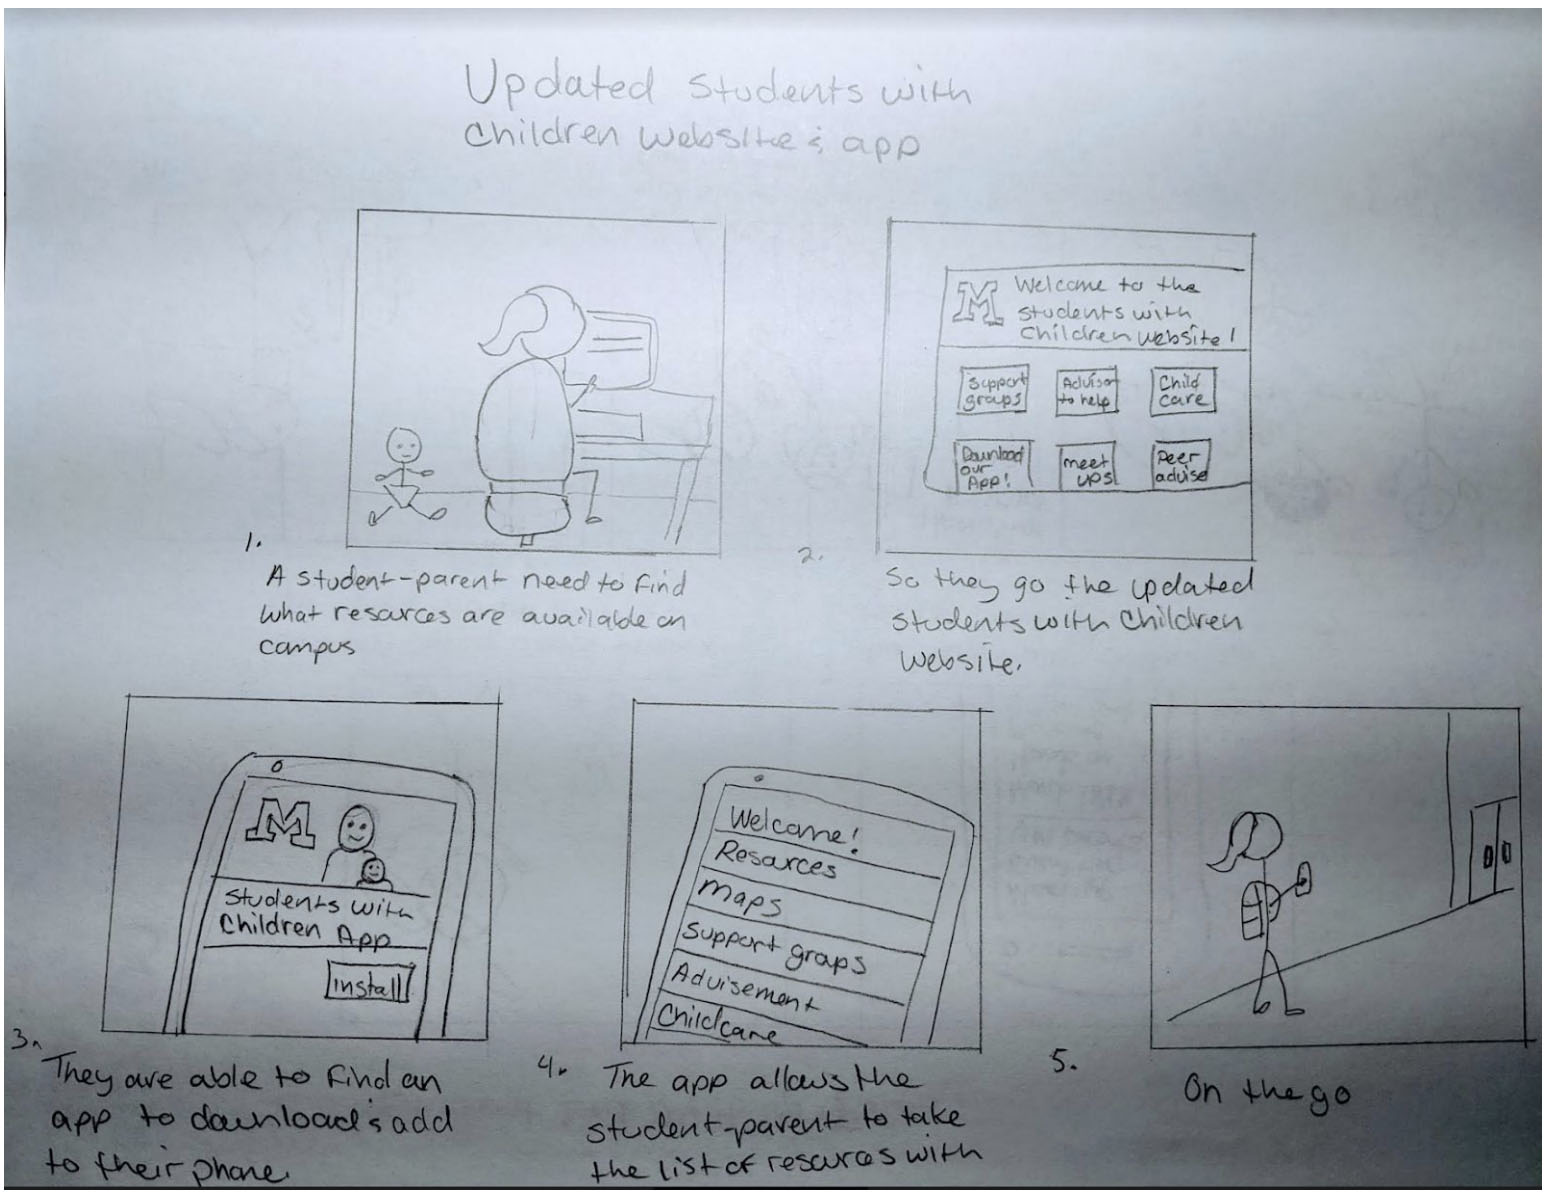 Updated Students with
Children Website & app
M
Welcome to the
Students with
Children website!
Support
groups
Advisor
to help
Child
care
Download
our
App!
meet
ups
Peer
advise
1.
A student-parent need to find
what resources are available on
campus
2.
So they go the updated
students with Children
website.
M
Students with
Children App
Install
3.
They are able to find an
app to download & add
to their phone.
Welcome!
Resources
Maps
Support groups
Advisement
Childcare
4.
The app allows the
student-parent to take
the list of resources with
5.
On the go